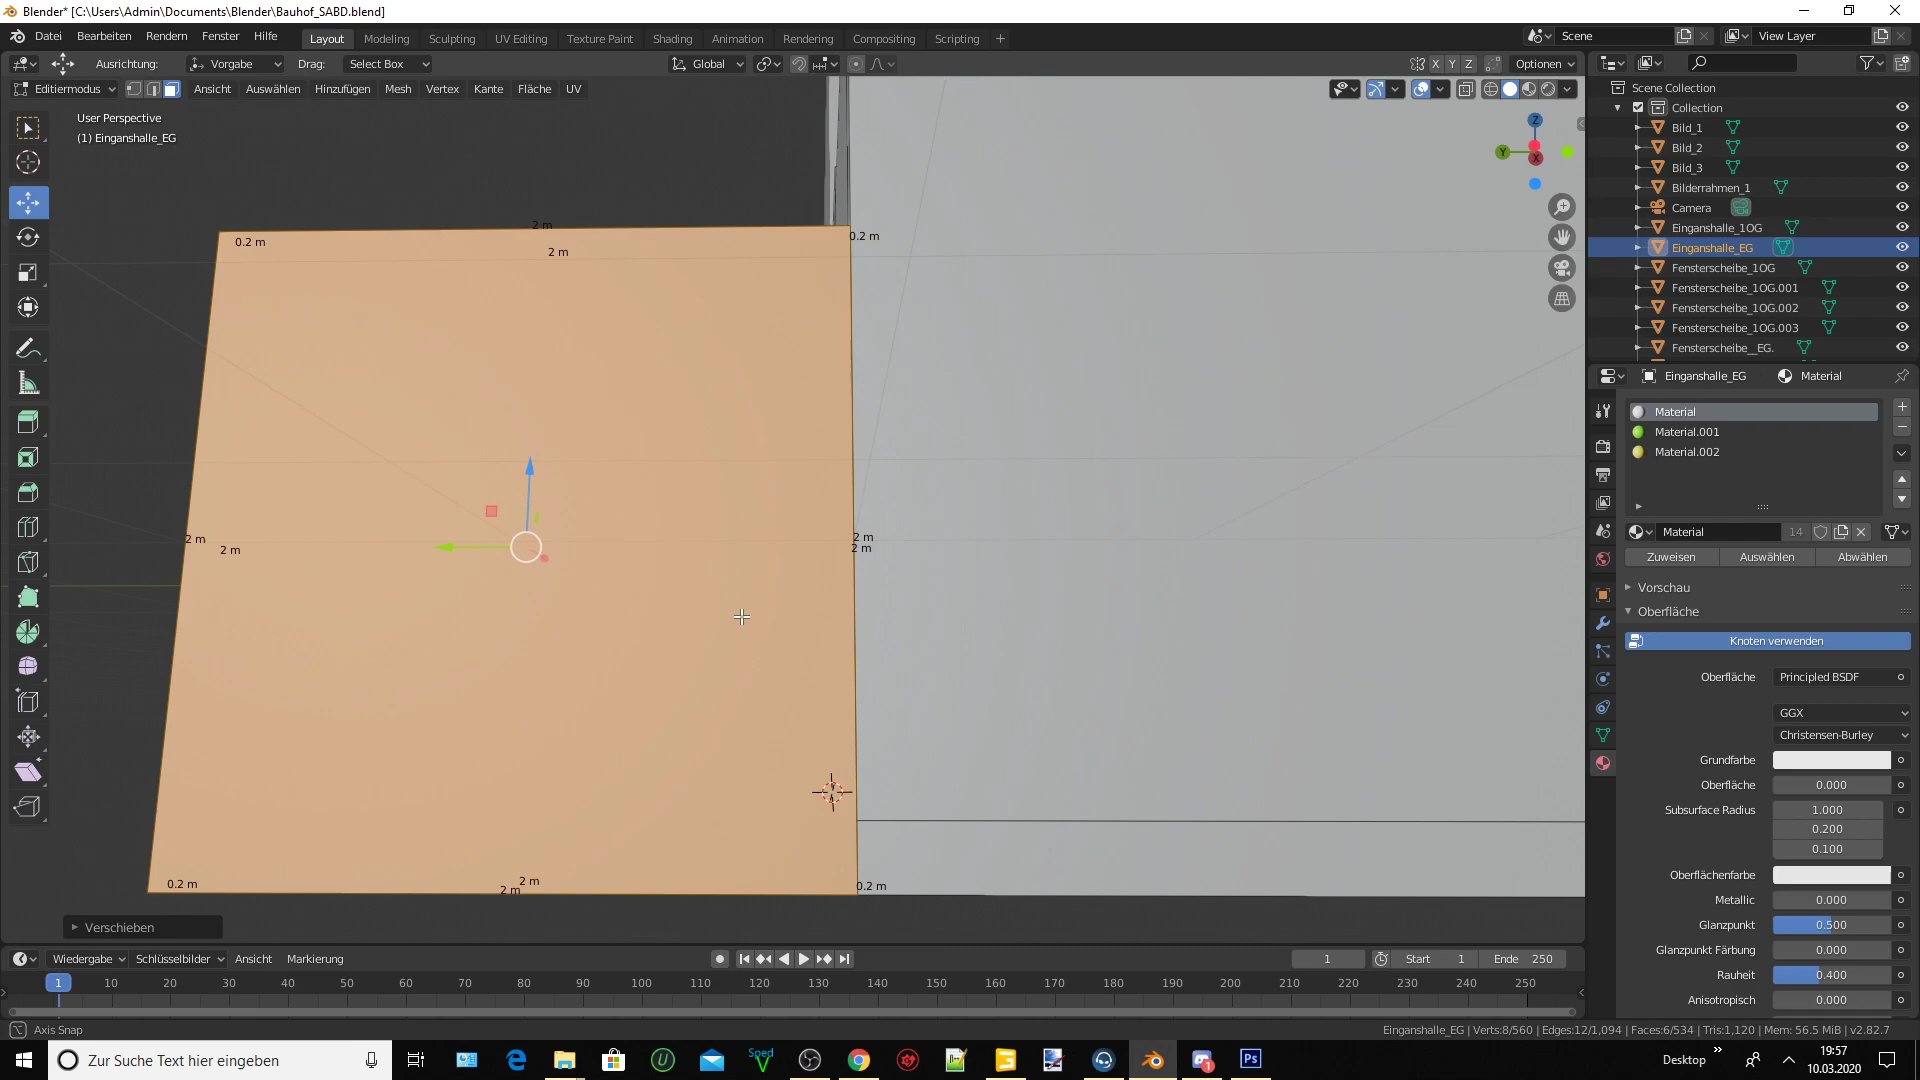 Blender* [C:\Users\Admin\Documents\Blender\Bauhof_SABD.blend]
Datei Bearbeiten Rendern Fenster Hilfe Layout Modeling Sculpting UV Editing Texture Paint Shading Animation Rendering Compositing Scripting + Scene View Layer
Ausrichtung: Vorgabe Drag: Select Box Global X Y Z Optionen
Editiermodus Ansicht Auswählen Hinzufügen Mesh Vertex Kante Fläche UV
User Perspective
(1) Einganshalle_EG
Z
Y
X
2 m
0.2 m
2 m
0.2 m
2 m
2 m
2 m
2 m
0.2 m
2 m
2 m
0.2 m
Verschieben
Scene Collection
Collection
Bild_1
Bild_2
Bild_3
Bilderrahmen_1
Camera
Einganshalle_1OG
Einganshalle_EG
Fensterscheibe_1OG
Fensterscheibe_1OG.001
Fensterscheibe_1OG.002
Fensterscheibe_1OG.003
Fensterscheibe__EG.
Einganshalle_EG Material
Material
Material.001
Material.002
Material 14
Zuweisen Auswählen Abwählen
Vorschau
Oberfläche
Knoten verwenden
Oberfläche Principled BSDF
GGX
Christensen-Burley
Grundfarbe
Oberfläche 0.000
Subsurface Radius 1.000
0.200
0.100
Oberflächenfarbe
Metallic 0.000
Glanzpunkt 0.500
Glanzpunkt Färbung 0.000
Rauheit 0.400
Anisotropisch 0.000
Wiedergabe Schlüsselbilder Ansicht Markierung 1 Start 1 Ende 250
1 10 20 30 40 50 60 70 80 90 100 110 120 130 140 150 160 170 180 190 200 210 220 230 240 250
Axis Snap Einganshalle_EG | Verts:8/560 | Edges:12/1,094 | Faces:6/534 | Tris:1,120 | Mem: 56.5 MiB | v2.82.7
Zur Suche Text hier eingeben Sped V Ps 1 Desktop 19:57
10.03.2020